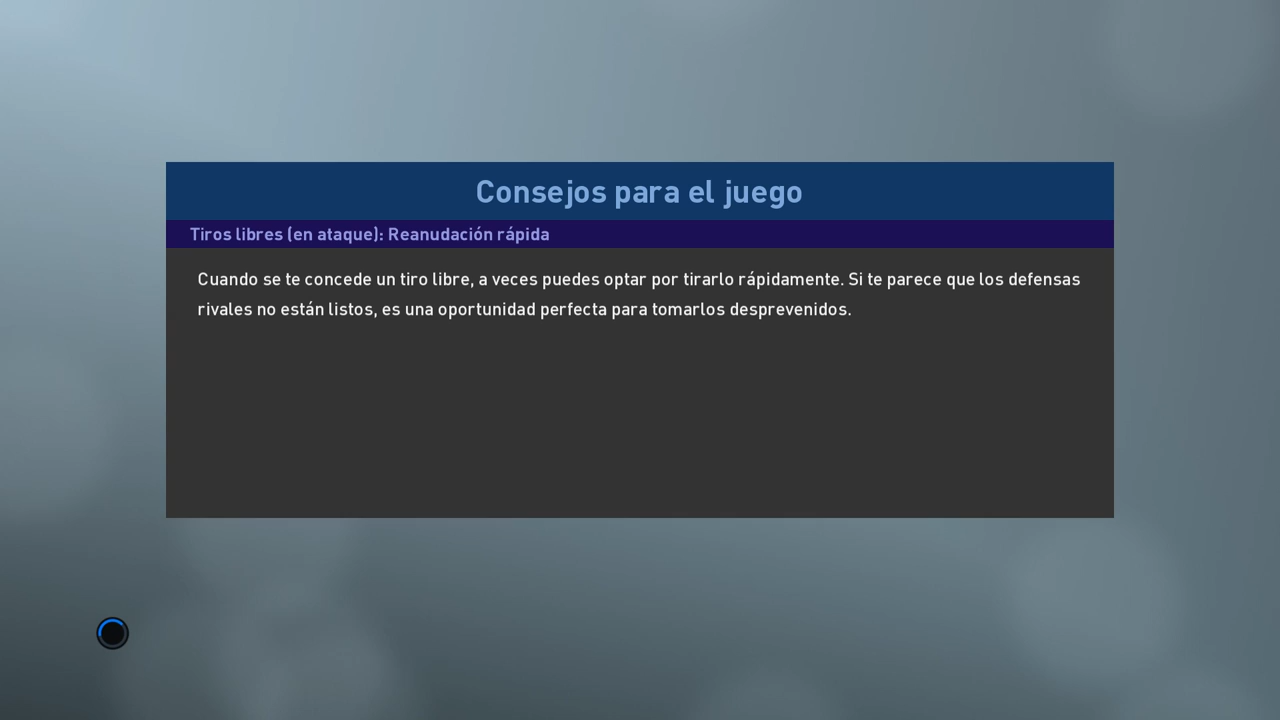 Consejos para el juego
Tiros libres (en ataque): Reanudación rápida
Cuando se te concede un tiro libre, a veces puedes optar por tirarlo rápidamente. Si te parece que los defensas
rivales no están listos, es una oportunidad perfecta para tomarlos desprevenidos.